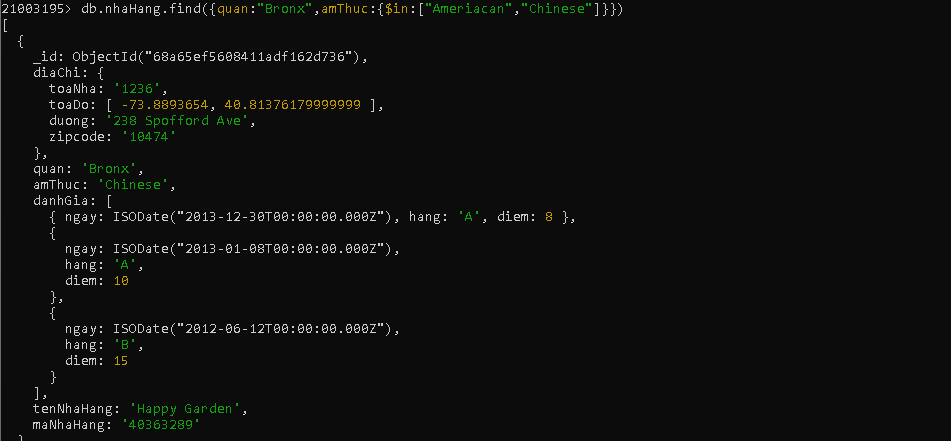 21003195> db.nhaHang.find({quan:"Bronx",amThuc:{$in:["Ameriacan","Chinese"]}})
[
  {
    _id: ObjectId("68a65ef5608411adf162d736"),
    diaChi: {
      toaNha: '1236',
      toaDo: [ -73.8893654, 40.81376179999999 ],
      duong: '238 Spofford Ave',
      zipcode: '10474'
    },
    quan: 'Bronx',
    amThuc: 'Chinese',
    danhGia: [
      { ngay: ISODate("2013-12-30T00:00:00.000Z"), hang: 'A', diem: 8 },
      {
        ngay: ISODate("2013-01-08T00:00:00.000Z"),
        hang: 'A',
        diem: 10
      },
      {
        ngay: ISODate("2012-06-12T00:00:00.000Z"),
        hang: 'B',
        diem: 15
      }
    ],
    tenNhaHang: 'Happy Garden',
    maNhaHang: '40363289'